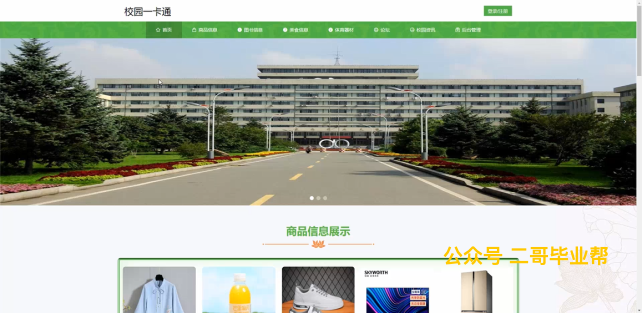 校园一卡通
登录/注册
首页
商品信息
图书信息
美食信息
体育器材
论坛
校园资讯
后台管理
商品信息展示
公众号 二哥毕业帮
SKYWORTH